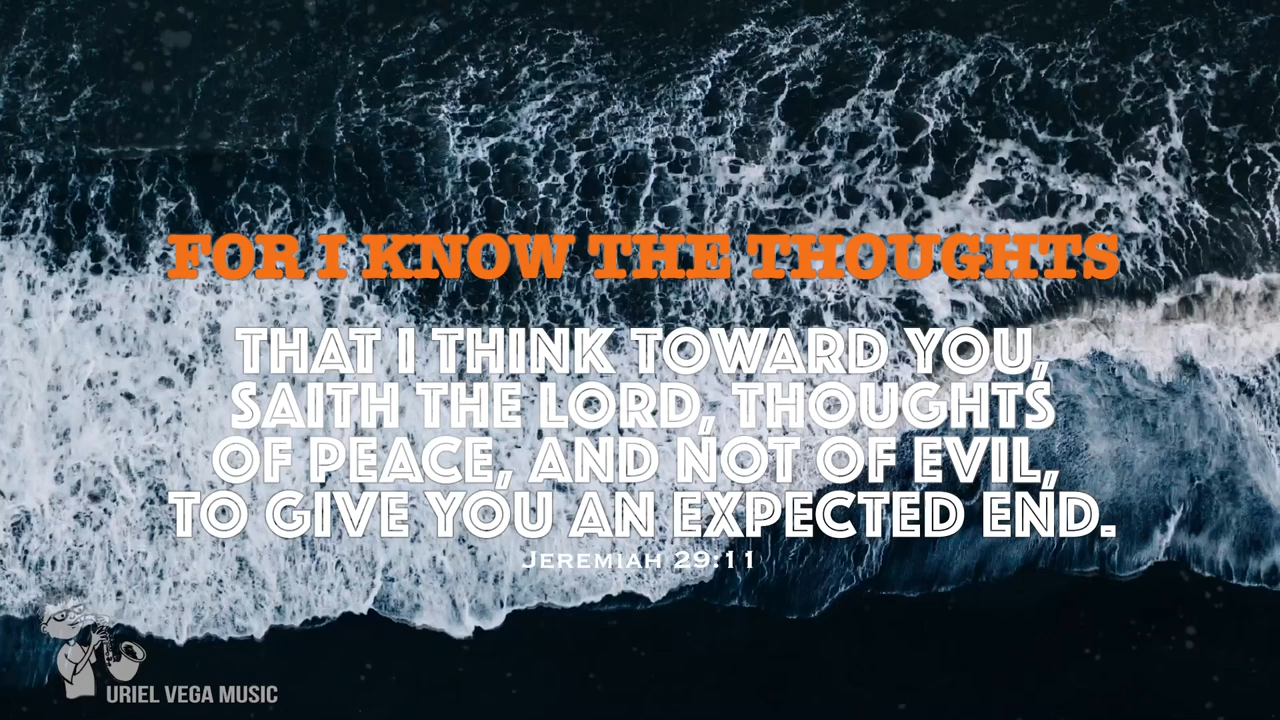 FOR I KNOW THE THOUGHTS
THAT I THINK TOWARD YOU,
SAITH THE LORD, THOUGHTS
OF PEACE, AND NOT OF EVIL,
TO GIVE YOU AN EXPECTED END.
JEREMIAH 29:11
URIEL VEGA MUSIC